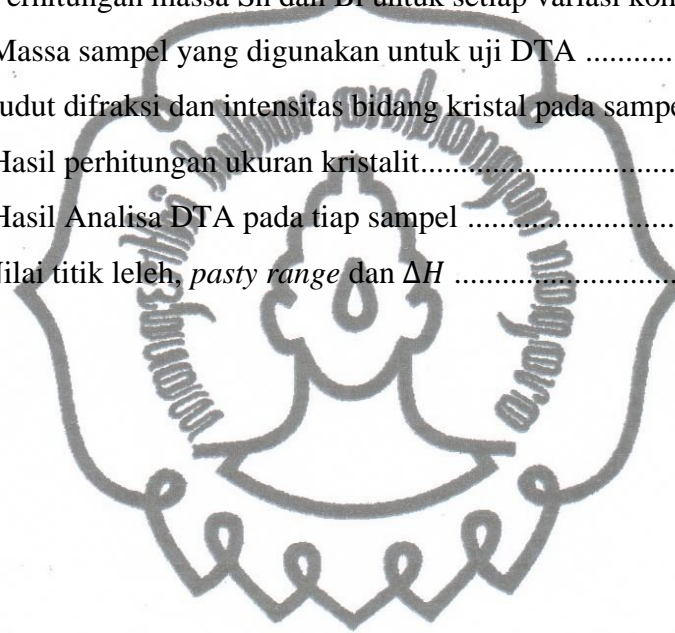 Perhitungan massa Sn dan Bi untuk setiap variasi kon
Massa sampel yang digunakan untuk uji DTA ...........
udut difraksi dan intensitas bidang kristal pada sampe
Hasil perhitungan ukuran kristalit...........................................
Hasil Analisa DTA pada tiap sampel ...................................
Nilai titik leleh, pasty range dan ΔH .....................................